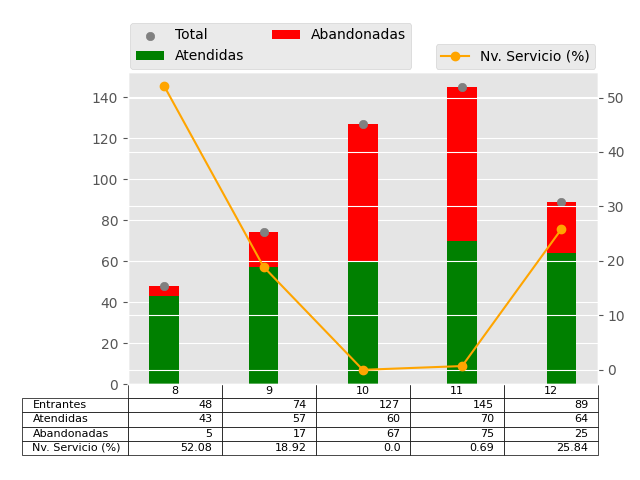 Total Abandonadas
Atendidas
Nv. Servicio (%)
140
120
100
80
60
40
20
0
50
40
30
20
10
0
8 9 10 11 12
Entrantes 48 74 127 145 89
Atendidas 43 57 60 70 64
Abandonadas 5 17 67 75 25
Nv. Servicio (%) 52.08 18.92 0.0 0.69 25.84